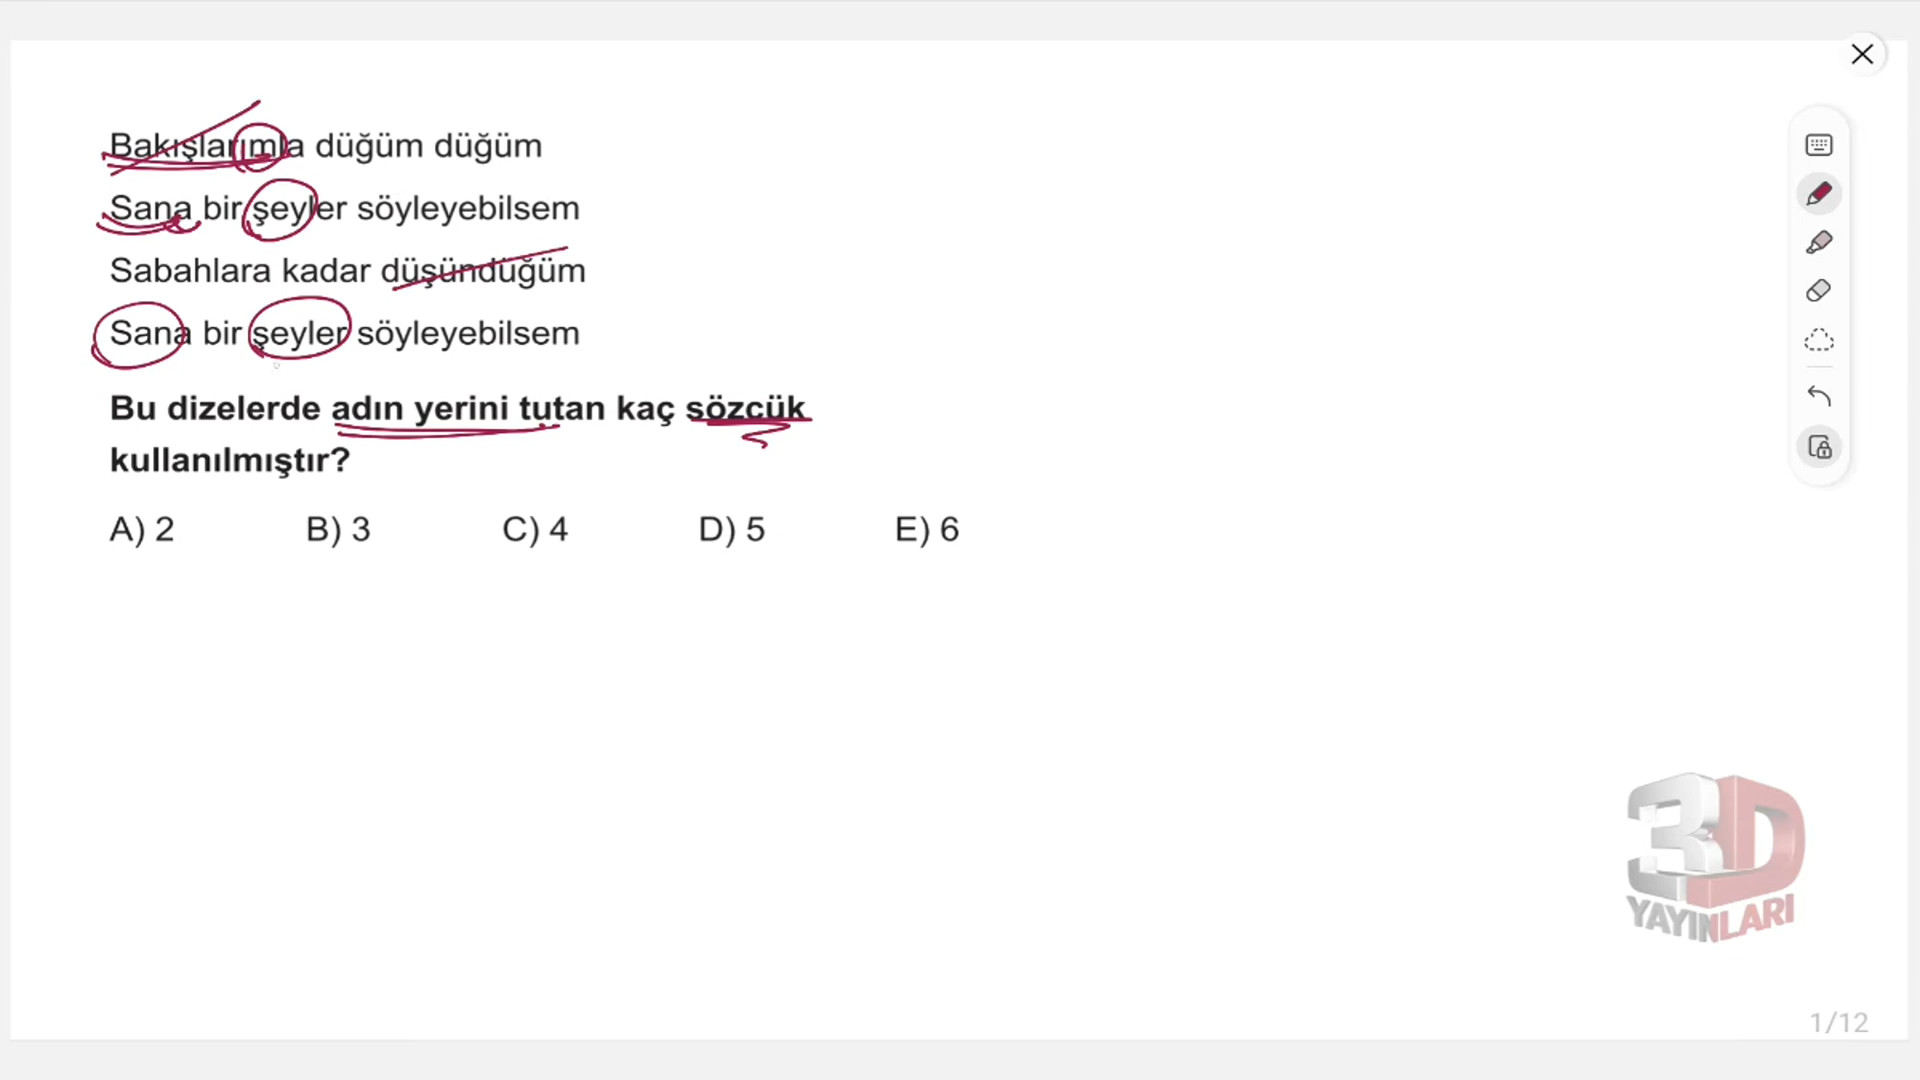 Bakışlarımla düğüm düğüm
Sana bir şeyler söyleyebilsem
Sabahlara kadar düşündüğüm
Sana bir şeyler söyleyebilsem
Bu dizelerde adın yerini tutan kaç sözcük
kullanılmıştır?
A) 2 B) 3 C) 4 D) 5 E) 6
3D
YAYINLARI
1/12